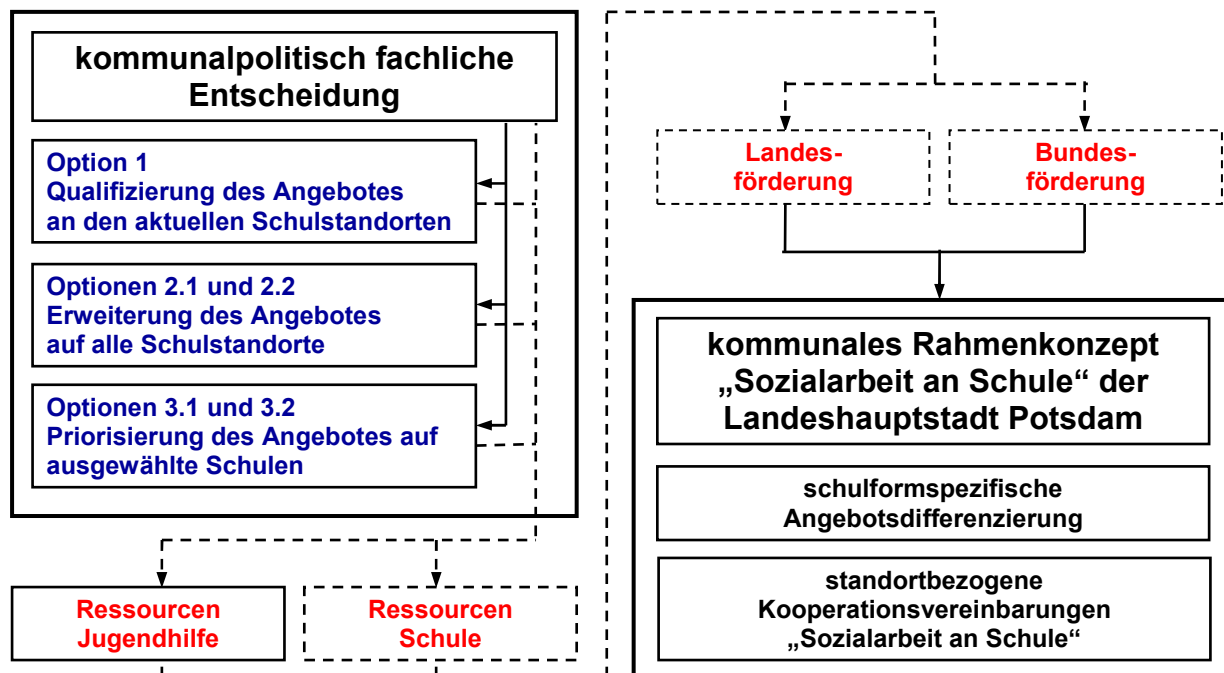 kommunalpolitisch fachliche
Entscheidung
Option 1
Qualifizierung des Angebotes
an den aktuellen Schulstandorten
Optionen 2.1 und 2.2
Erweiterung des Angebotes
auf alle Schulstandorte
Optionen 3.1 und 3.2
Priorisierung des Angebotes auf
ausgewählte Schulen
Ressourcen
Jugendhilfe
Ressourcen
Schule
Landes-
förderung
Bundes-
förderung
kommunales Rahmenkonzept
„Sozialarbeit an Schule“ der
Landeshauptstadt Potsdam
schulformspezifische
Angebotsdifferenzierung
standortbezogene
Kooperationsvereinbarungen
„Sozialarbeit an Schule“